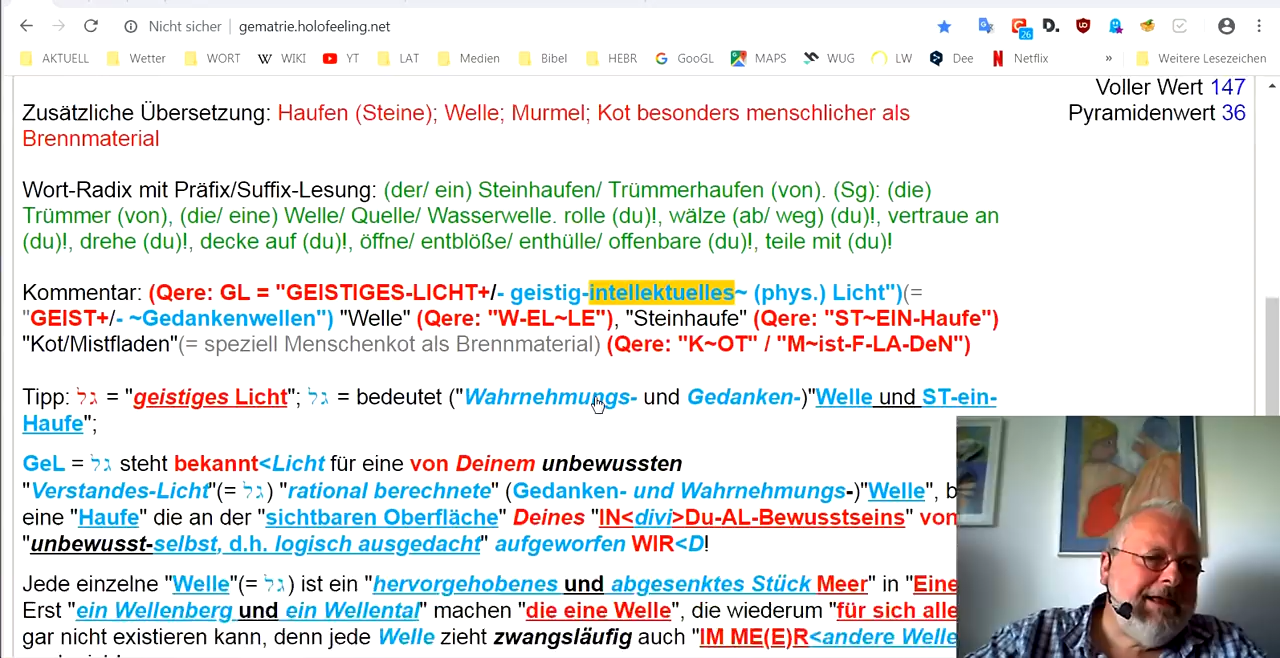 Nicht sicher | gematrie.holofeeling.net
26
AKTUELL Wetter WORT WIKI YT LAT Medien Bibel HEBR GooGL MAPS WUG LW Dee Netflix » Weitere Lesezeichen
Voller Wert 147
Zusätzliche Übersetzung: Haufen (Steine); Welle; Murmel; Kot besonders menschlicher als Pyramidenwert 36
Brennmaterial
Wort-Radix mit Präfix/Suffix-Lesung: (der/ ein) Steinhaufen/ Trümmerhaufen (von). (Sg): (die)
Trümmer (von), (die/ eine) Welle/ Quelle/ Wasserwelle. rolle (du)!, wälze (ab/ weg) (du)!, vertraue an
(du)!, drehe (du)!, decke auf (du)!, öffne/ entblöße/ enthülle/ offenbare (du)!, teile mit (du)!
Kommentar: (Qere: GL = "GEISTIGES-LICHT+/- geistig-intellektuelles~ (phys.) Licht")(=
"GEIST+/- ~Gedankenwellen") "Welle" (Qere: "W-EL~LE"), "Steinhaufe" (Qere: "ST~EIN-Haufe")
"Kot/Mistfladen"(= speziell Menschenkot als Brennmaterial) (Qere: "K~OT" / "M~ist-F-LA-DeN")
Tipp: גל = "geistiges Licht"; גל = bedeutet ("Wahrnehmungs- und Gedanken-)"Welle und ST-ein-
Haufe";
GeL = גל steht bekannt<Licht für eine von Deinem unbewussten
"Verstandes-Licht"(= גל) "rational berechnete" (Gedanken- und Wahrnehmungs-)"Welle", b
eine "Haufe" die an der "sichtbaren Oberfläche" Deines "IN<divi>Du-AL-Bewusstseins" von
"unbewusst-selbst, d.h. logisch ausgedacht" aufgeworfen WIR<D!
Jede einzelne "Welle"(= גל) ist ein "hervorgehobenes und abgesenktes Stück Meer" in "Eine
Erst "ein Wellenberg und ein Wellental" machen "die eine Welle", die wiederum "für sich alle
gar nicht existieren kann, denn jede Welle zieht zwangsläufig auch "IM ME(E)R<andere Welle